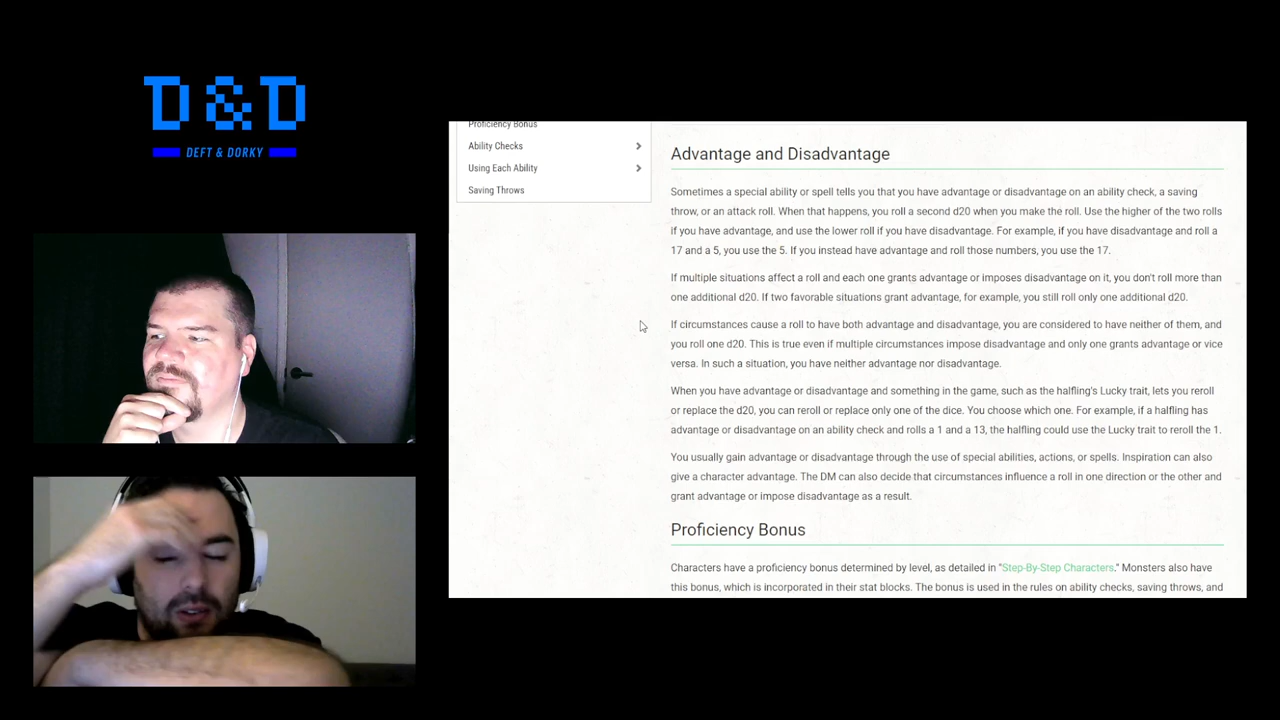 D & D
DEFT & DORKY
Proficiency Bonus
Ability Checks
Using Each Ability
Saving Throws
Advantage and Disadvantage
Sometimes a special ability or spell tells you that you have advantage or disadvantage on an ability check, a saving
throw, or an attack roll. When that happens, you roll a second d20 when you make the roll. Use the higher of the two rolls
if you have advantage, and use the lower roll if you have disadvantage. For example, if you have disadvantage and roll a
17 and a 5, you use the 5. If you instead have advantage and roll those numbers, you use the 17.
If multiple situations affect a roll and each one grants advantage or imposes disadvantage on it, you don't roll more than
one additional d20. If two favorable situations grant advantage, for example, you still roll only one additional d20.
If circumstances cause a roll to have both advantage and disadvantage, you are considered to have neither of them, and
you roll one d20. This is true even if multiple circumstances impose disadvantage and only one grants advantage or vice
versa. In such a situation, you have neither advantage nor disadvantage.
When you have advantage or disadvantage and something in the game, such as the halfling's Lucky trait, lets you reroll
or replace the d20, you can reroll or replace only one of the dice. You choose which one. For example, if a halfling has
advantage or disadvantage on an ability check and rolls a 1 and a 13, the halfling could use the Lucky trait to reroll the 1.
You usually gain advantage or disadvantage through the use of special abilities, actions, or spells. Inspiration can also
give a character advantage. The DM can also decide that circumstances influence a roll in one direction or the other and
grant advantage or impose disadvantage as a result.
Proficiency Bonus
Characters have a proficiency bonus determined by level, as detailed in "Step-By-Step Characters." Monsters also have
this bonus, which is incorporated in their stat blocks. The bonus is used in the rules on ability checks, saving throws, and